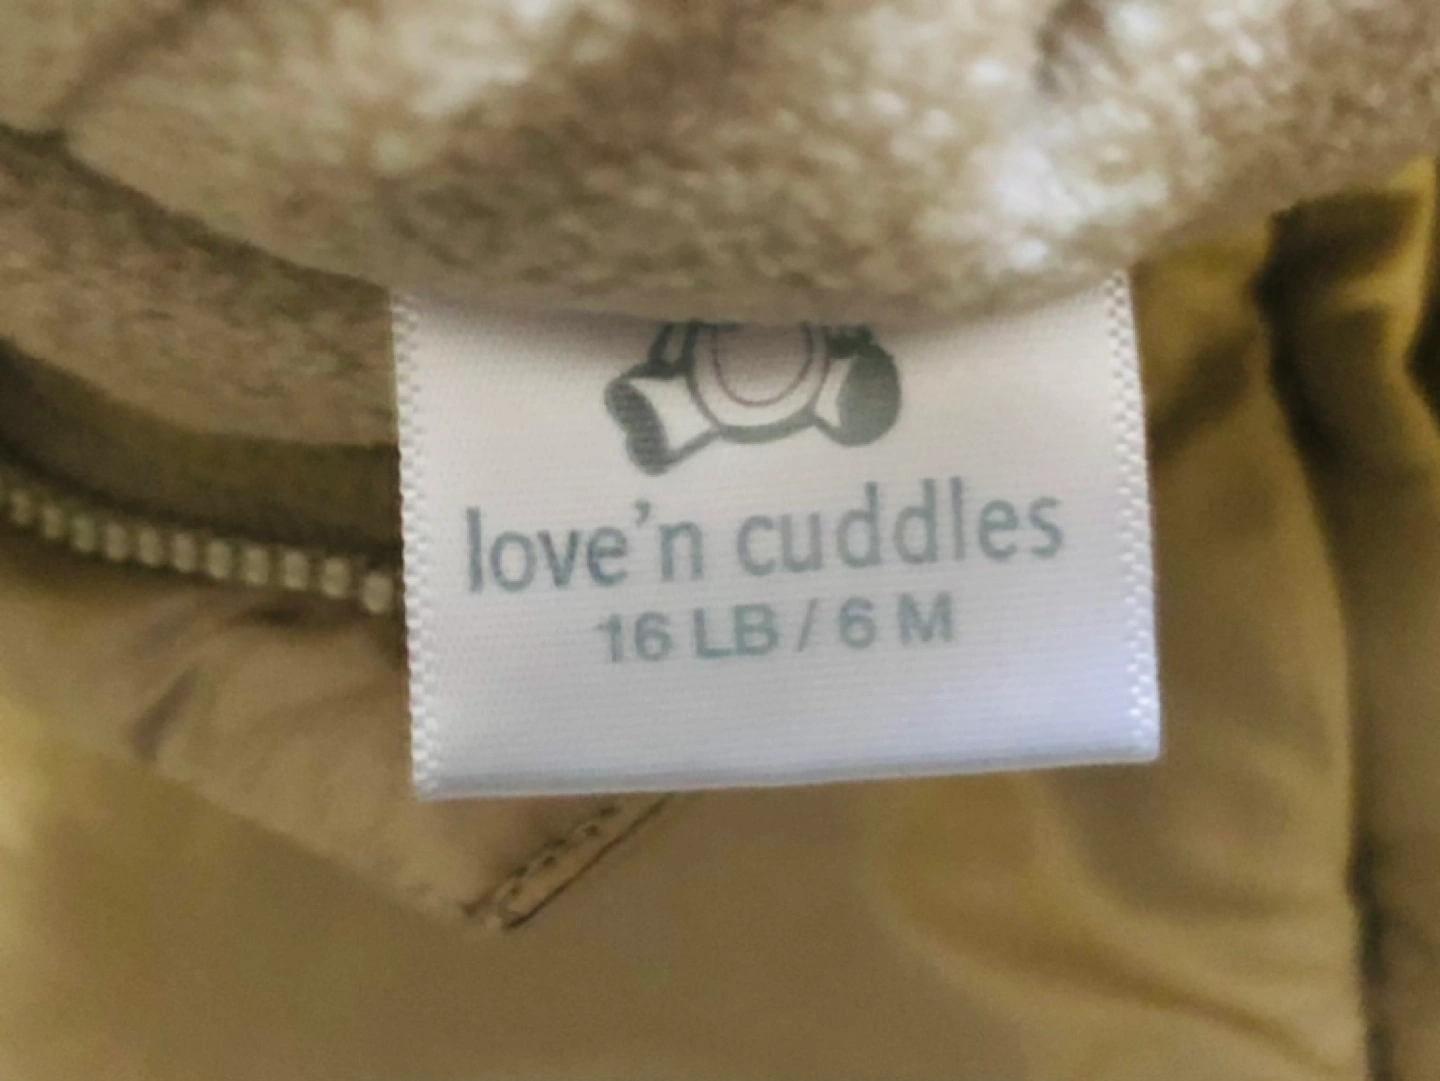 love'n cuddles
16 LB / 6 M